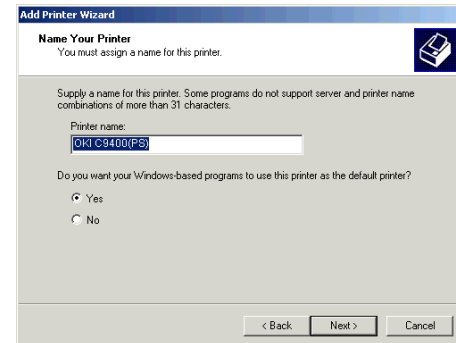 Add Printer Wizard
Name Your Printer
You must assign a name for this printer.
Supply a name for this printer. Some programs do not support server and printer name
combinations of more than 31 characters.
Printer name:
OKI C9400(PS)
Do you want your Windows-based programs to use this printer as the default printer?
Yes
No
< Back
Next >
Cancel